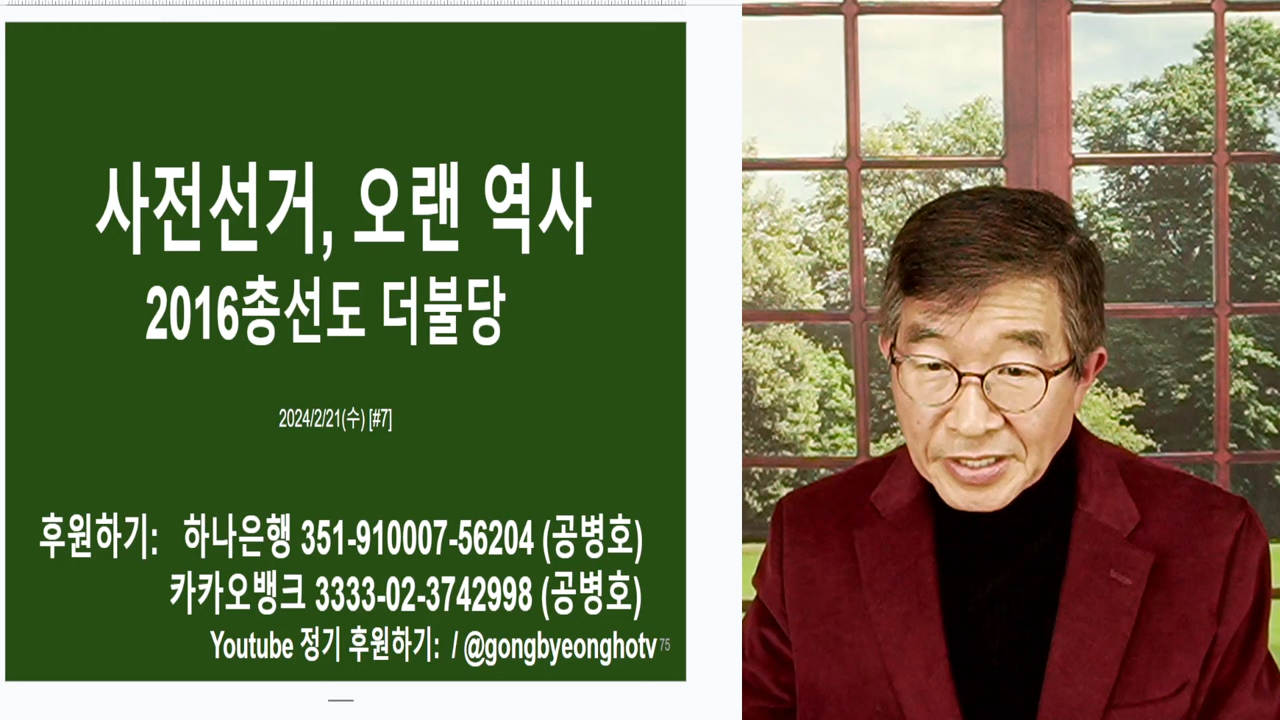 사전선거, 오랜 역사
2016총선도 더불당
2024/2/21(수) [#7]
후원하기: 하나은행 351-910007-56204 (공병호)
카카오뱅크 3333-02-3742998 (공병호)
Youtube 정기 후원하기: / @gongbyeonghotv
75